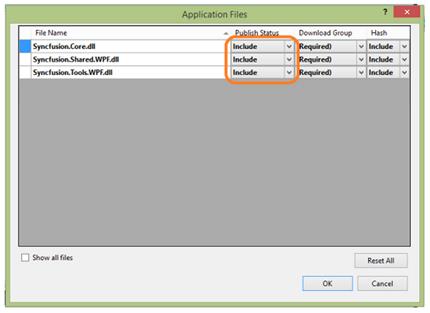 Application Files
? ×
File Name Publish Status Download Group Hash
Syncfusion.Core.dll Include Required) Include
Syncfusion.Shared.WPF.dll Include Required) Include
Syncfusion.Tools.WPF.dll Include Required) Include
Show all files
Reset All
OK Cancel